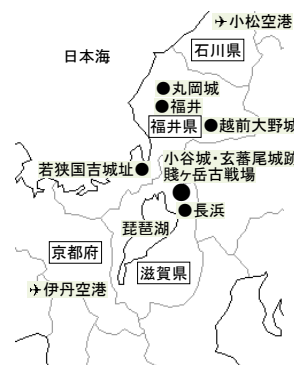 ✈小松空港
石川県
日本海
●丸岡城
●福井
福井県
●越前大野城
若狭国吉城址●
小谷城･玄蕃尾城跡
賤ヶ岳古戦場
●長浜
琵琶湖
京都府
滋賀県
✈伊丹空港